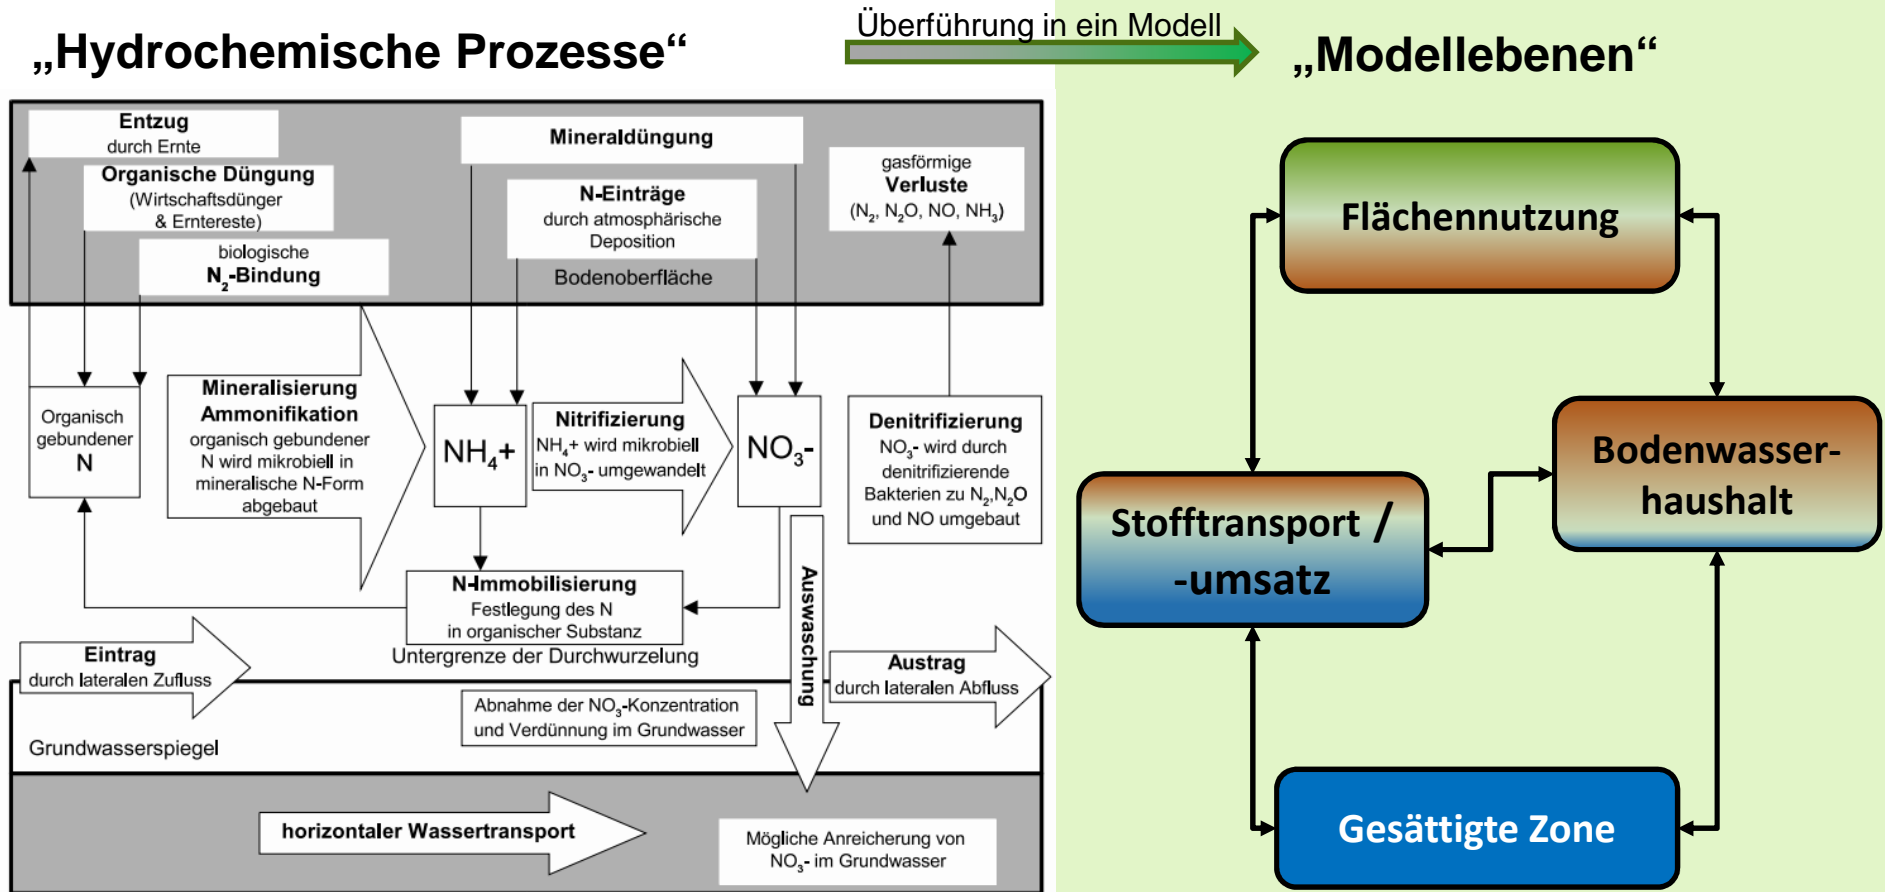 „Hydrochemische Prozesse“
Überführung in ein Modell
„Modellebenen“
Entzug
durch Ernte
Organische Düngung
(Wirtschaftsdünger
& Erntereste)
biologische
N₂-Bindung
Mineraldüngung
N-Einträge
durch atmosphärische
Deposition
Bodenoberfläche
gasförmige
Verluste
(N₂, N₂O, NO, NH₃)
Organisch
gebundener
N
Mineralisierung
Ammonifikation
organisch gebundener
N wird mikrobiell in
mineralische N-Form
abgebaut
NH₄+
Nitrifizierung
NH₄+ wird mikrobiell
in NO₃- umgewandelt
NO₃-
Denitrifizierung
NO₃- wird durch
denitrifizierende
Bakterien zu N₂,N₂O
und NO umgebaut
N-Immobilisierung
Festlegung des N
in organischer Substanz
Untergrenze der Durchwurzelung
Auswaschung
Eintrag
durch lateralen Zufluss
Austrag
durch lateralen Abfluss
Abnahme der NO₃-Konzentration
und Verdünnung im Grundwasser
Grundwasserspiegel
horizontaler Wassertransport
Mögliche Anreicherung von
NO₃- im Grundwasser
Flächennutzung
Bodenwasser-
haushalt
Stofftransport /
-umsatz
Gesättigte Zone